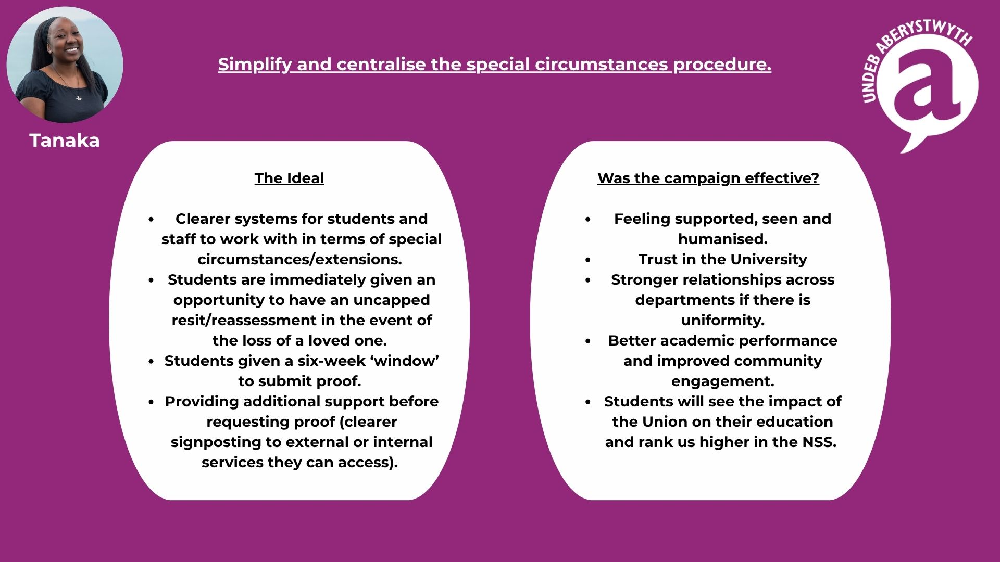 Simplify and centralise the special circumstances procedure.
UNDEB ABERYSTWYTH
a
Tanaka
The Ideal
• Clearer systems for students and
staff to work with in terms of special
circumstances/extensions.
• Students are immediately given an
opportunity to have an uncapped
resit/reassessment in the event of
the loss of a loved one.
• Students given a six-week ‘window’
to submit proof.
• Providing additional support before
requesting proof (clearer
signposting to external or internal
services they can access).
Was the campaign effective?
• Feeling supported, seen and
humanised.
• Trust in the University
• Stronger relationships across
departments if there is
uniformity.
• Better academic performance
and improved community
engagement.
• Students will see the impact of
the Union on their education
and rank us higher in the NSS.